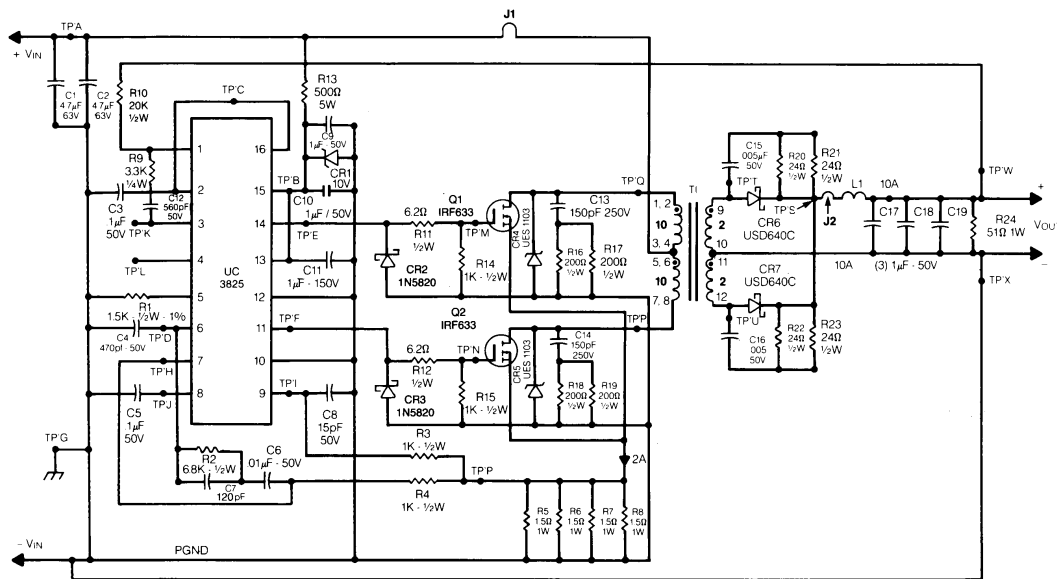 J1
TP'A
+ VIN
C1
4.7µF
63V
C2
4.7µF
63V
R10
20K
½W
TP'C
R13
500Ω
5W
C9
1µF - 50V
CR1
10V
R9
3.3K
¼W
C12
560pF
50V
C3
1µF
50V
TP'K
TP'L
R1
1.5K - ½W - 1%
C4
470pf - 50V
TP'D
TP'H
TP'J
C5
1µF
50V
TP'G
1
2
3
4
5
6
7
8
16
15
14
13
12
11
10
9
UC
3825
TP'B
C10
1µF / 50V
TP'E
C11
1µF - 150V
TP'F
TP'I
C8
15pF
50V
R2
6.8K - ½W
C7
120pF
C6
.01µF - 50V
R3
1K - ½W
R4
1K - ½W
TP'P
6.2Ω
R11
½W
CR2
1N5820
Q1
IRF633
TP'M
R14
1K - ½W
CR4
UES 1103
TP'Q
C13
150pF 250V
R16
200Ω
½W
R17
200Ω
½W
Q2
IRF633
6.2Ω
R12
½W
CR3
1N5820
TP'N
R15
1K - ½W
CR5
UES 1103
TP'P
C14
150pF
250V
R18
200Ω
½W
R19
200Ω
½W
2A
R5
1.5Ω
1W
R6
1.5Ω
1W
R7
1.5Ω
1W
R8
1.5Ω
1W
T1
1, 2
10
3, 4
5, 6
10
7, 8
9
2
10
11
2
12
C15
005µF
50V
R20
24Ω
½W
R21
24Ω
½W
TP'T
TP'S
CR6
USD640C
J2
L1
10A
C17
C18
C19
(3) 1µF - 50V
10A
R24
51Ω 1W
TP'W
+
VOUT
−
TP'X
CR7
USD640C
TP'U
C16
005
50V
R22
24Ω
½W
R23
24Ω
½W
− VIN
PGND